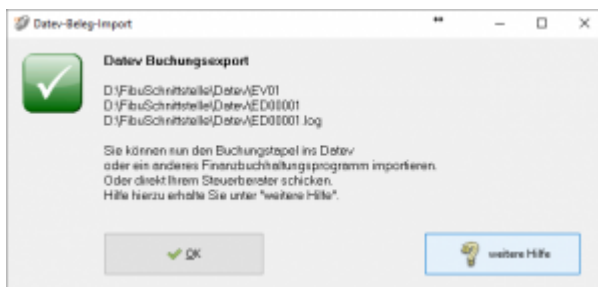 Datev-Beleg-Import
Datev Buchungsexport
D:\FibuSchnittstelle\Datev\EV01
D:\FibuSchnittstelle\Datev\ED00001
D:\FibuSchnittstelle\Datev\ED00001.log
Sie können nun den Buchungstapel ins Datev
oder ein anderes Finanzbuchhaltungsprogramm importieren.
Oder direkt Ihrem Steuerberater schicken.
Hilfe hierzu erhalte Sie unter "weitere Hilfe".
OK
weitere Hilfe